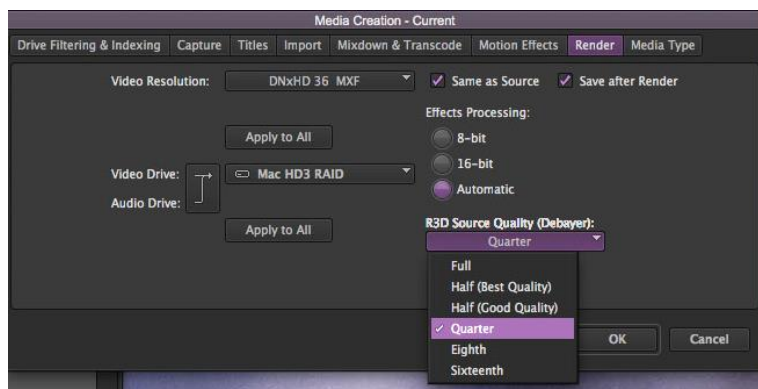 Media Creation - Current
Drive Filtering & Indexing Capture Titles Import Mixdown & Transcode Motion Effects Render Media Type
Video Resolution: DNxHD 36 MXF Same as Source Save after Render
Effects Processing:
Apply to All 8-bit
16-bit
Video Drive: Mac HD3 RAID
Automatic
Audio Drive:
R3D Source Quality (Debayer):
Apply to All
Quarter
Full
Half (Best Quality)
Half (Good Quality)
Quarter
OK Cancel
Eighth
Sixteenth